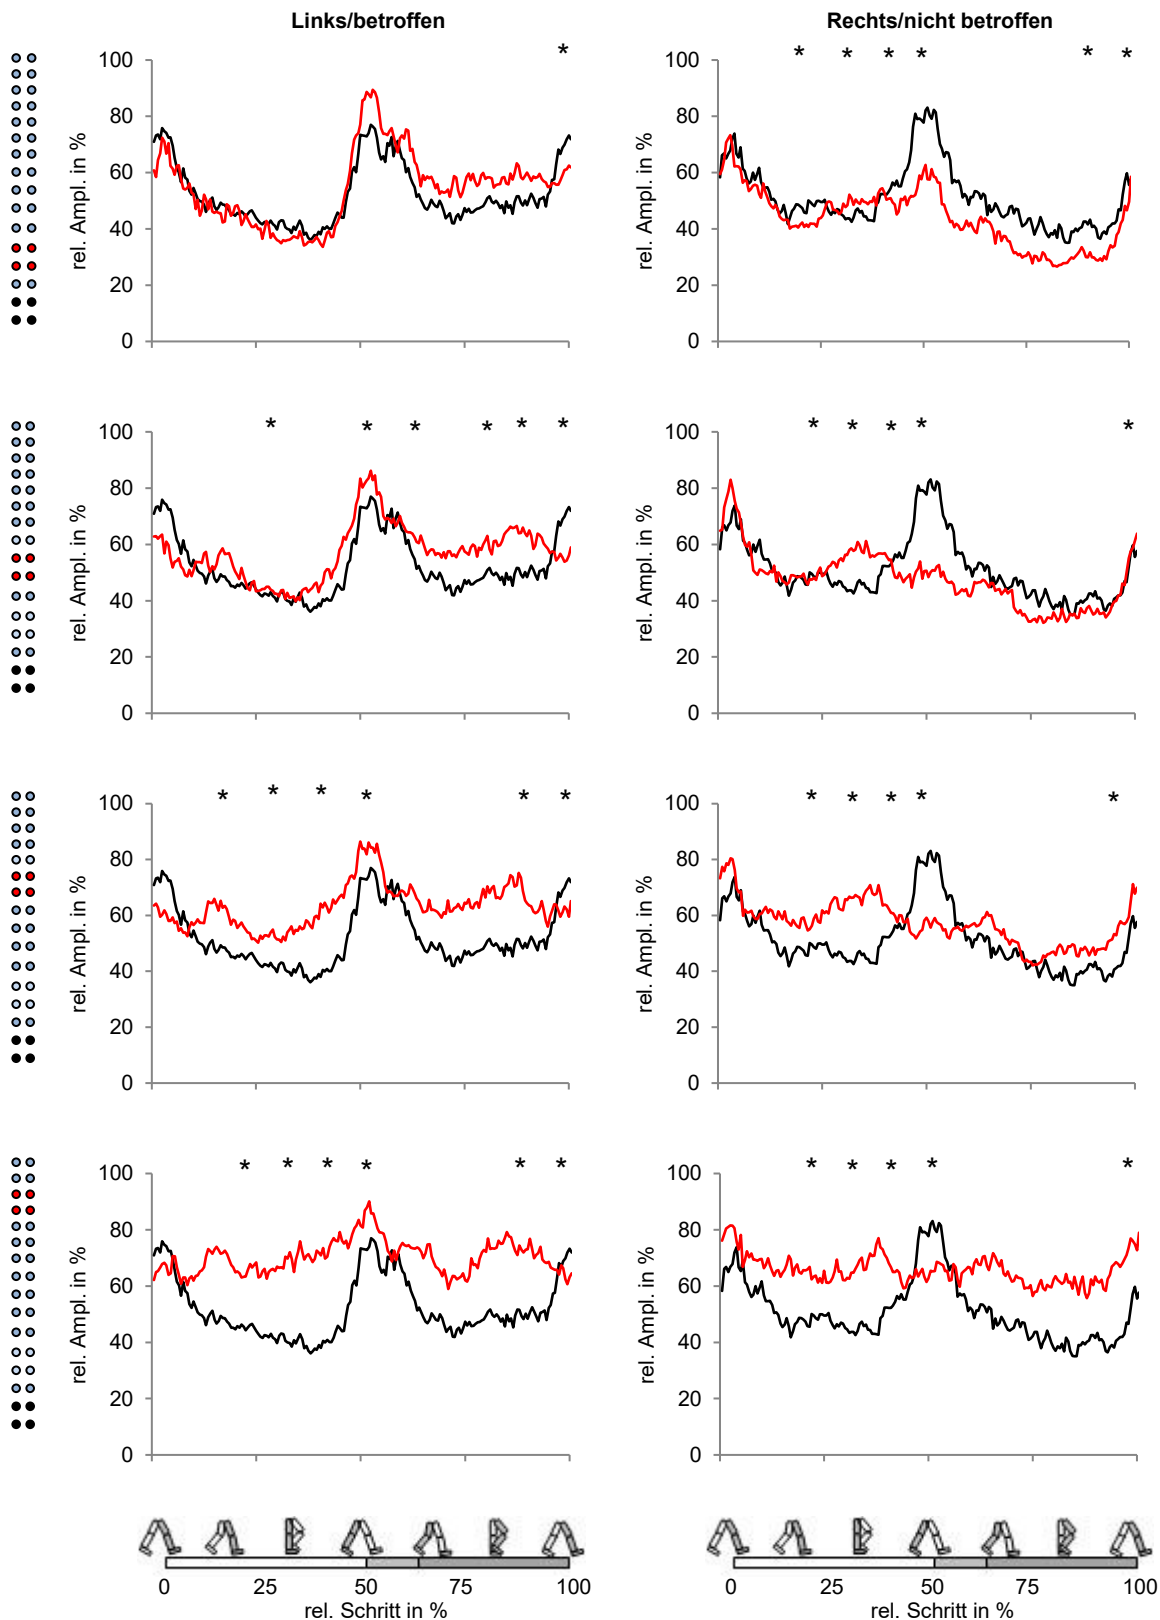 Links/betroffen
Rechts/nicht betroffen
* * * * * * *
100 100
80 80
60 60
40 40
20 20
0 0
rel. Ampl. in % rel. Ampl. in %
* * * * * * * * * * *
100 100
80 80
60 60
40 40
20 20
0 0
rel. Ampl. in % rel. Ampl. in %
* * * * * * * * * * *
100 100
80 80
60 60
40 40
20 20
0 0
rel. Ampl. in % rel. Ampl. in %
* * * * * * * * * * *
100 100
80 80
60 60
40 40
20 20
0 0
rel. Ampl. in % rel. Ampl. in %
0 25 50 75 100 0 25 50 75 100
rel. Schritt in % rel. Schritt in %